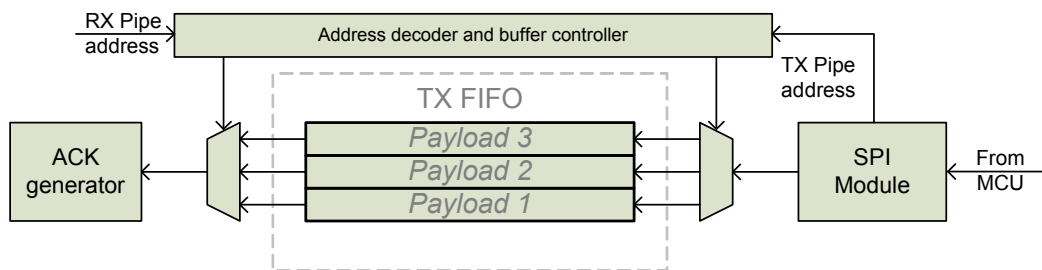 RX Pipe
address
Address decoder and buffer controller
TX Pipe
address
TX FIFO
Payload 3
Payload 2
Payload 1
ACK
generator
SPI
Module
From
MCU